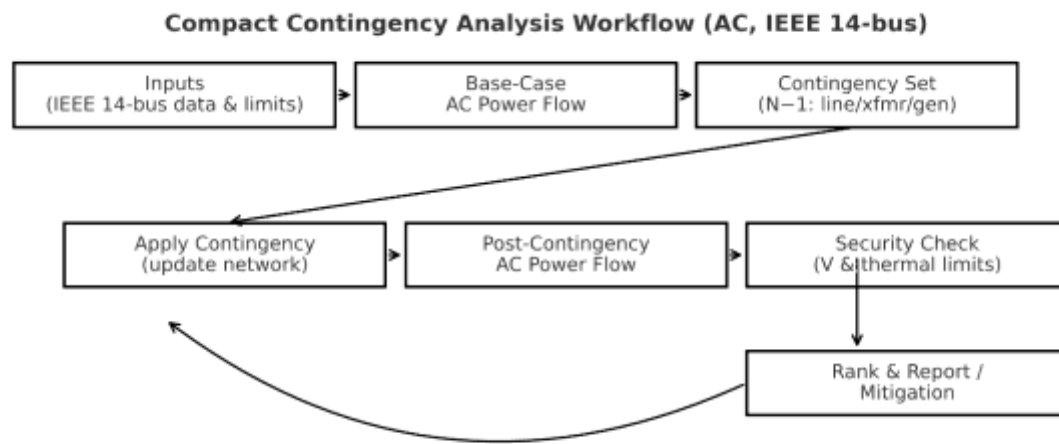 Compact Contingency Analysis Workflow (AC, IEEE 14-bus)
Inputs
(IEEE 14-bus data & limits)
Base-Case
AC Power Flow
Contingency Set
(N−1: line/xfmr/gen)
Apply Contingency
(update network)
Post-Contingency
AC Power Flow
Security Check
(V & thermal limits)
Rank & Report /
Mitigation